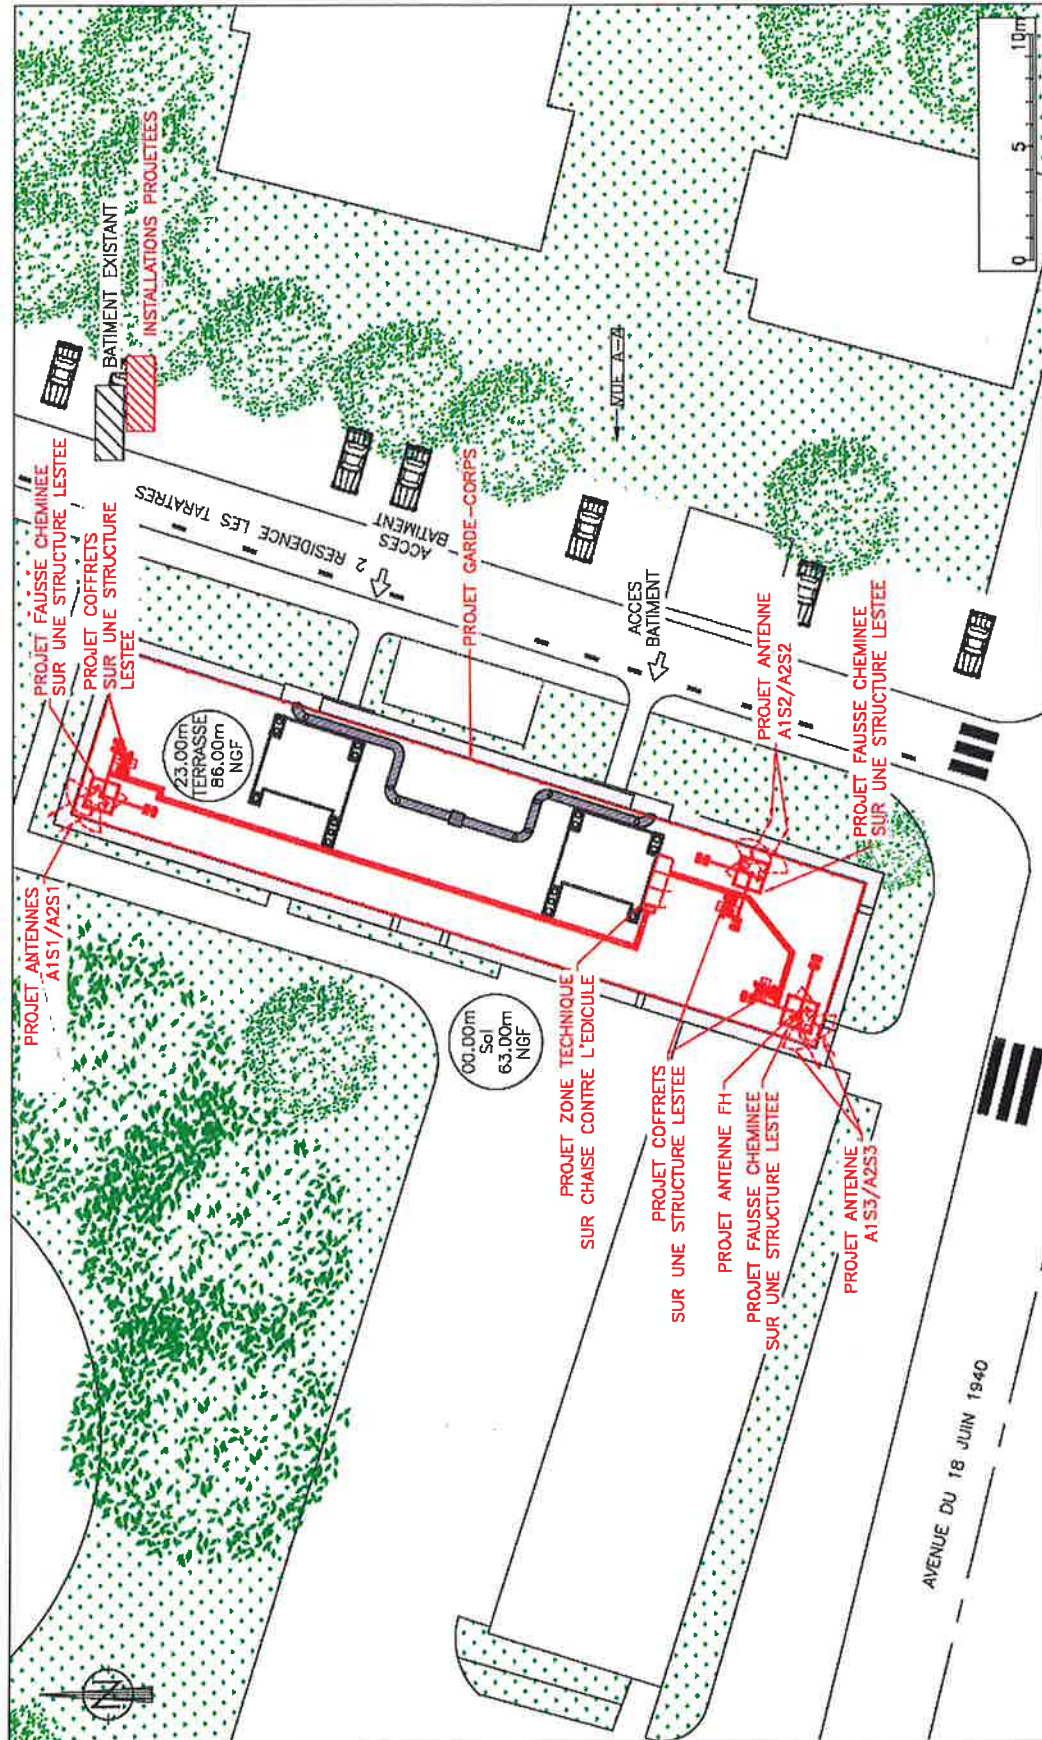 PROJET ANTENNES
A1S1/A2S1
PROJET FAUSSE CHEMINEE
SUR UNE STRUCTURE LESTEE
PROJET COFFRETS
SUR UNE STRUCTURE
LESTEE
BATIMENT EXISTANT
INSTALLATIONS PROJETÉES
23.00m
TERRASSE
86.00m
NGF
2 RESIDENCE LES TARATRES
ACCES
BATIMENT
PROJET GARDE-CORPS
VUE A-A
00.00m
Sol
63.00m
NGF
PROJET ZONE TECHNIQUE
SUR CHAISE CONTRE L'EDICULE
ACCES
BATIMENT
PROJET COFFRETS
SUR UNE STRUCTURE LESTEE
PROJET ANTENNE
A1S2/A2S2
PROJET ANTENNE FH
PROJET FAUSSE CHEMINEE
SUR UNE STRUCTURE LESTEE
PROJET FAUSSE CHEMINEE
SUR UNE STRUCTURE LESTEE
PROJET ANTENNE
A1S3/A2S3
AVENUE DU 18 JUIN 1940
N
0 5 10m